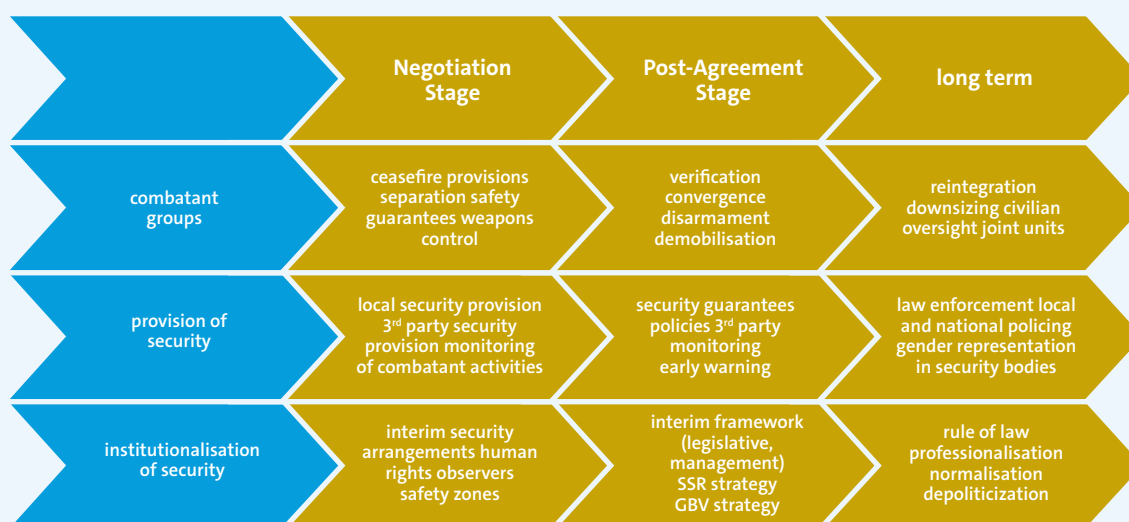 Negotiation
Stage
Post-Agreement
Stage
long term
combatant
groups
ceasefire provisions
separation safety
guarantees weapons
control
verification
convergence
disarmament
demobilisation
reintegration
downsizing civilian
oversight joint units
provision of
security
local security provision
3rd party security
provision monitoring
of combatant activities
security guarantees
policies 3rd party
monitoring
early warning
law enforcement local
and national policing
gender representation
in security bodies
institutionalisation
of security
interim security
arrangements human
rights observers
safety zones
interim framework
(legislative,
management)
SSR strategy
GBV strategy
rule of law
professionalisation
normalisation
depoliticization